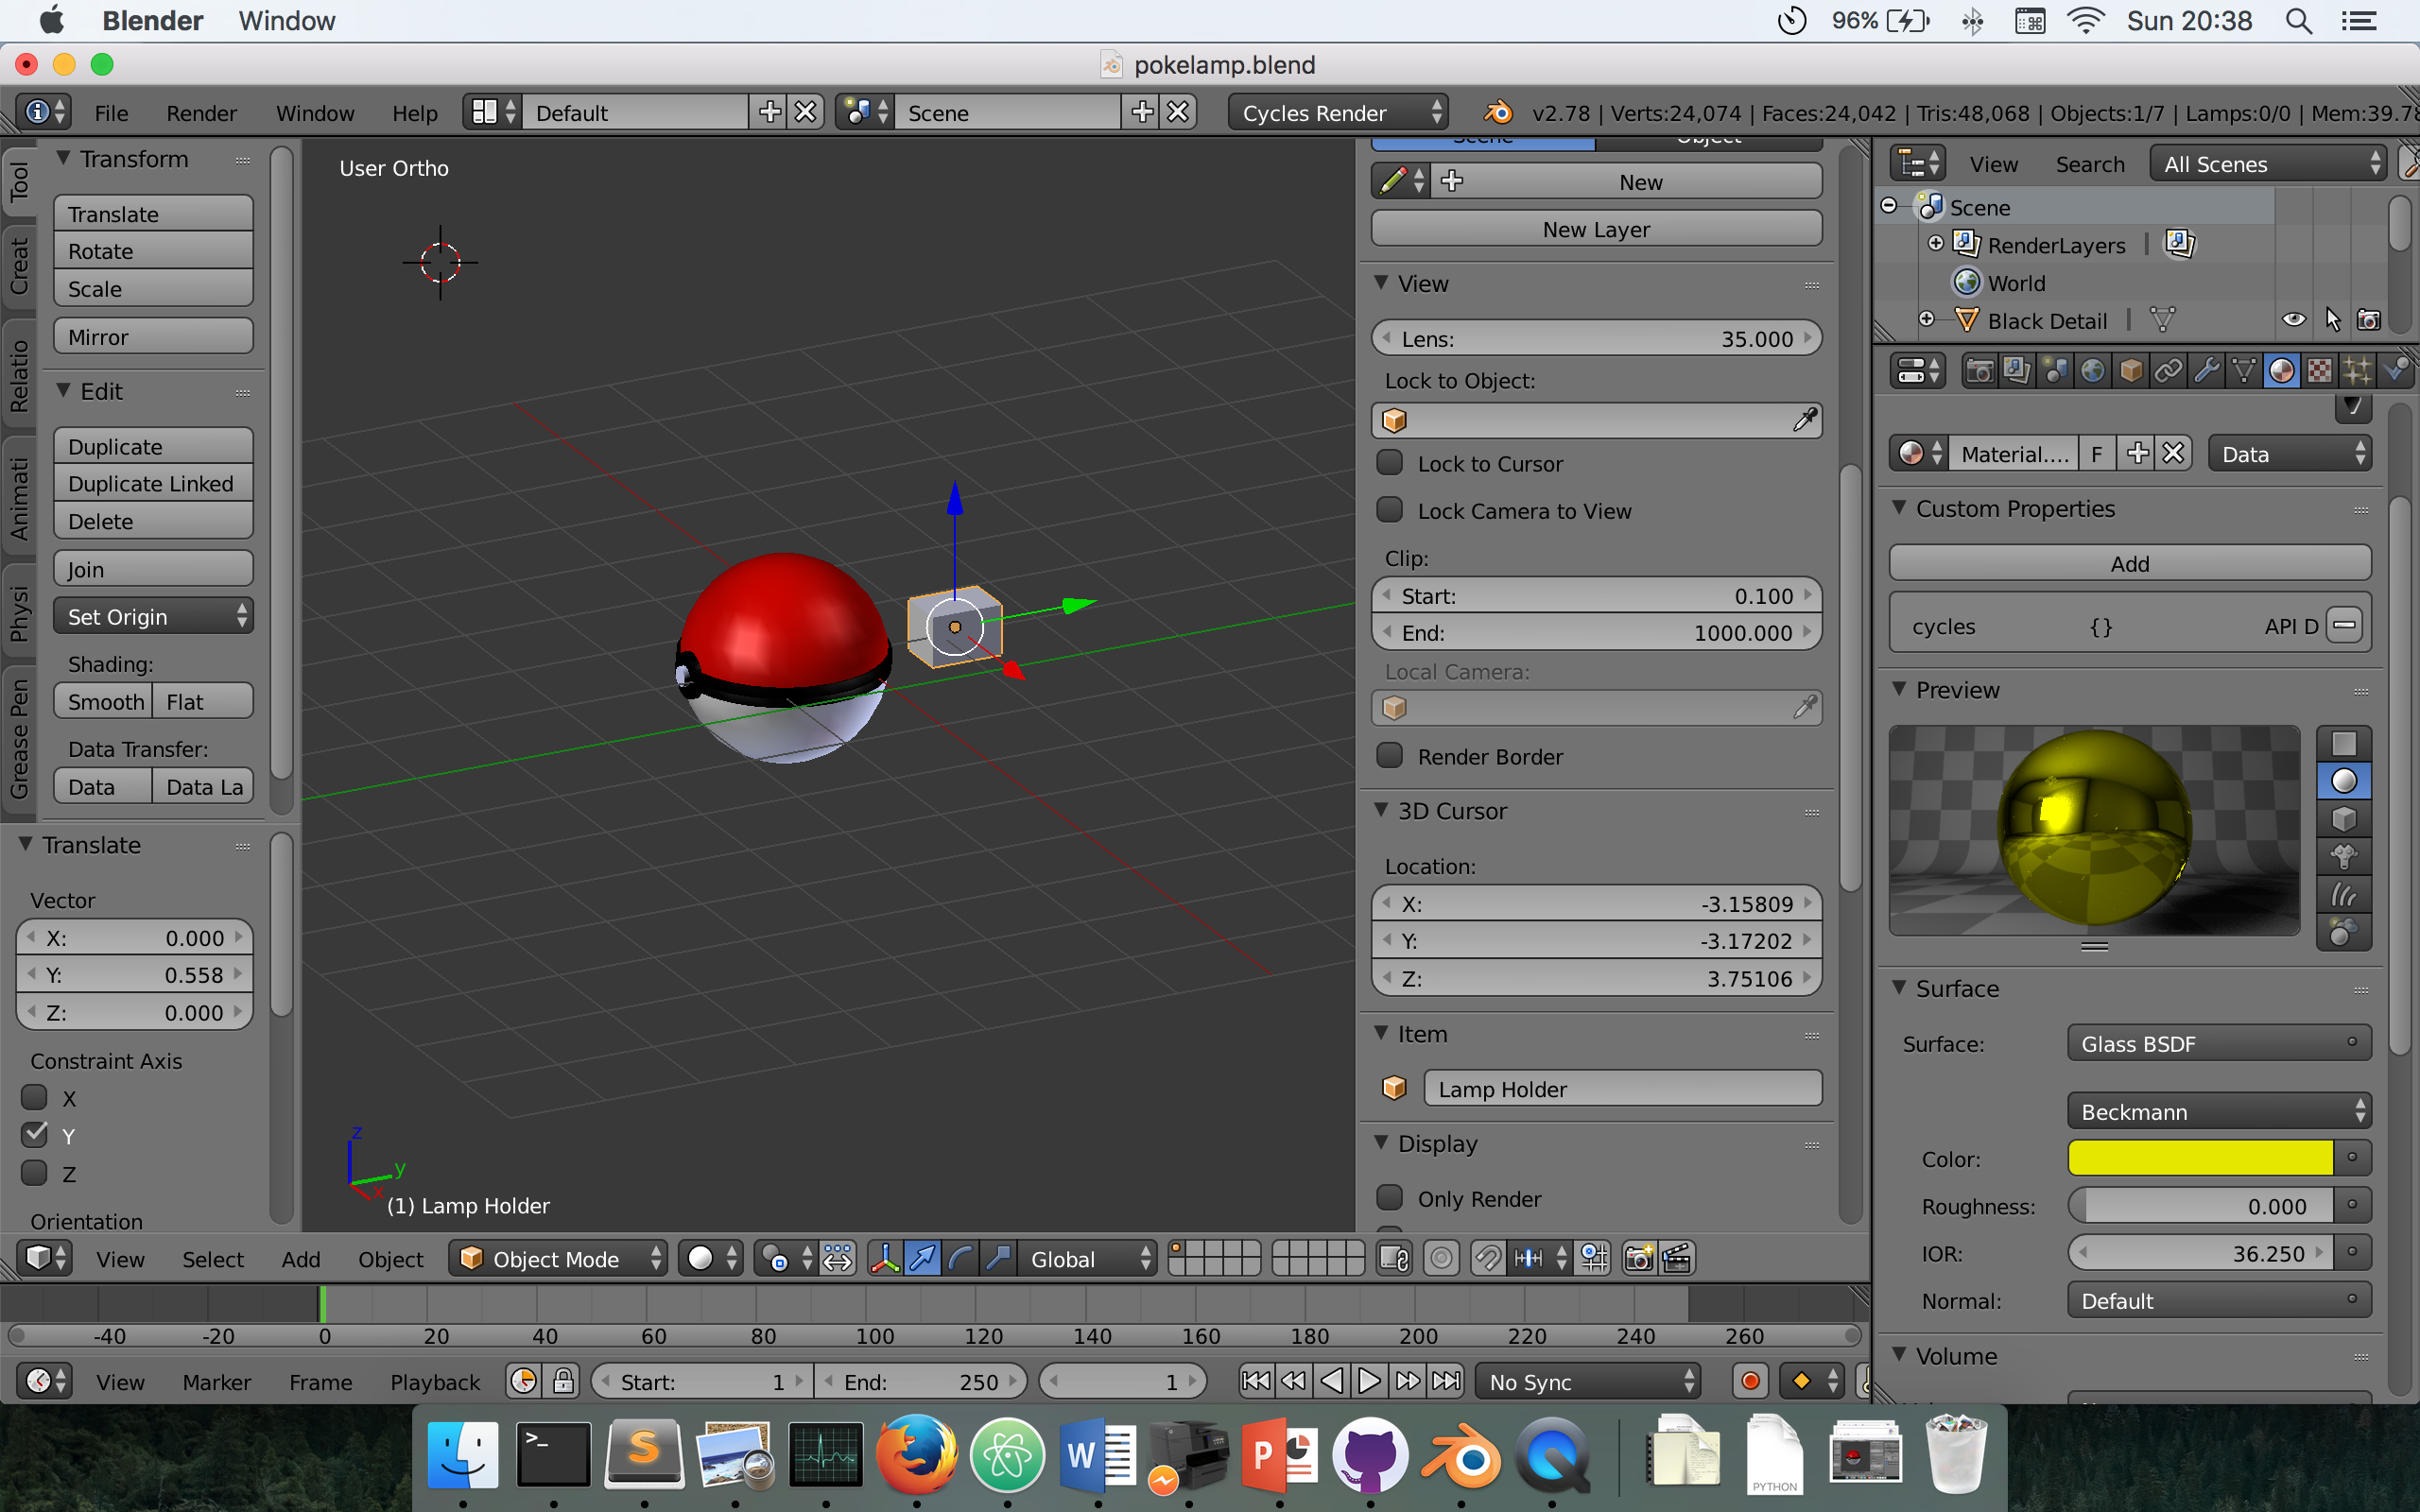 Blender Window 96% Sun 20:38
pokelamp.blend
File Render Window Help Default Scene Cycles Render v2.78 | Verts:24,074 | Faces:24,042 | Tris:48,068 | Objects:1/7 | Lamps:0/0 | Mem:39.78
Tool
Creat
Relatio
Animati
Physi
Grease Pen
Transform
Translate
Rotate
Scale
Mirror
Edit
Duplicate
Duplicate Linked
Delete
Join
Set Origin
Shading:
Smooth Flat
Data Transfer:
Data Data La
Translate
Vector
X: 0.000
Y: 0.558
Z: 0.000
Constraint Axis
X
Y
Z
Orientation
User Ortho
z
y
x
(1) Lamp Holder
Scene Object
New
New Layer
View
Lens: 35.000
Lock to Object:
Lock to Cursor
Lock Camera to View
Clip:
Start: 0.100
End: 1000.000
Local Camera:
Render Border
3D Cursor
Location:
X: -3.15809
Y: -3.17202
Z: 3.75106
Item
Lamp Holder
Display
Only Render
View Search All Scenes
Scene
RenderLayers |
World
Black Detail |
Material.... F Data
Custom Properties
Add
cycles {} API D
Preview
Surface
Surface: Glass BSDF
Beckmann
Color:
Roughness: 0.000
IOR: 36.250
Normal: Default
Volume
View Select Add Object Object Mode Global
-40 -20 0 20 40 60 80 100 120 140 160 180 200 220 240 260
View Marker Frame Playback Start: 1 End: 250 1 No Sync
>_ S W P PYTHON